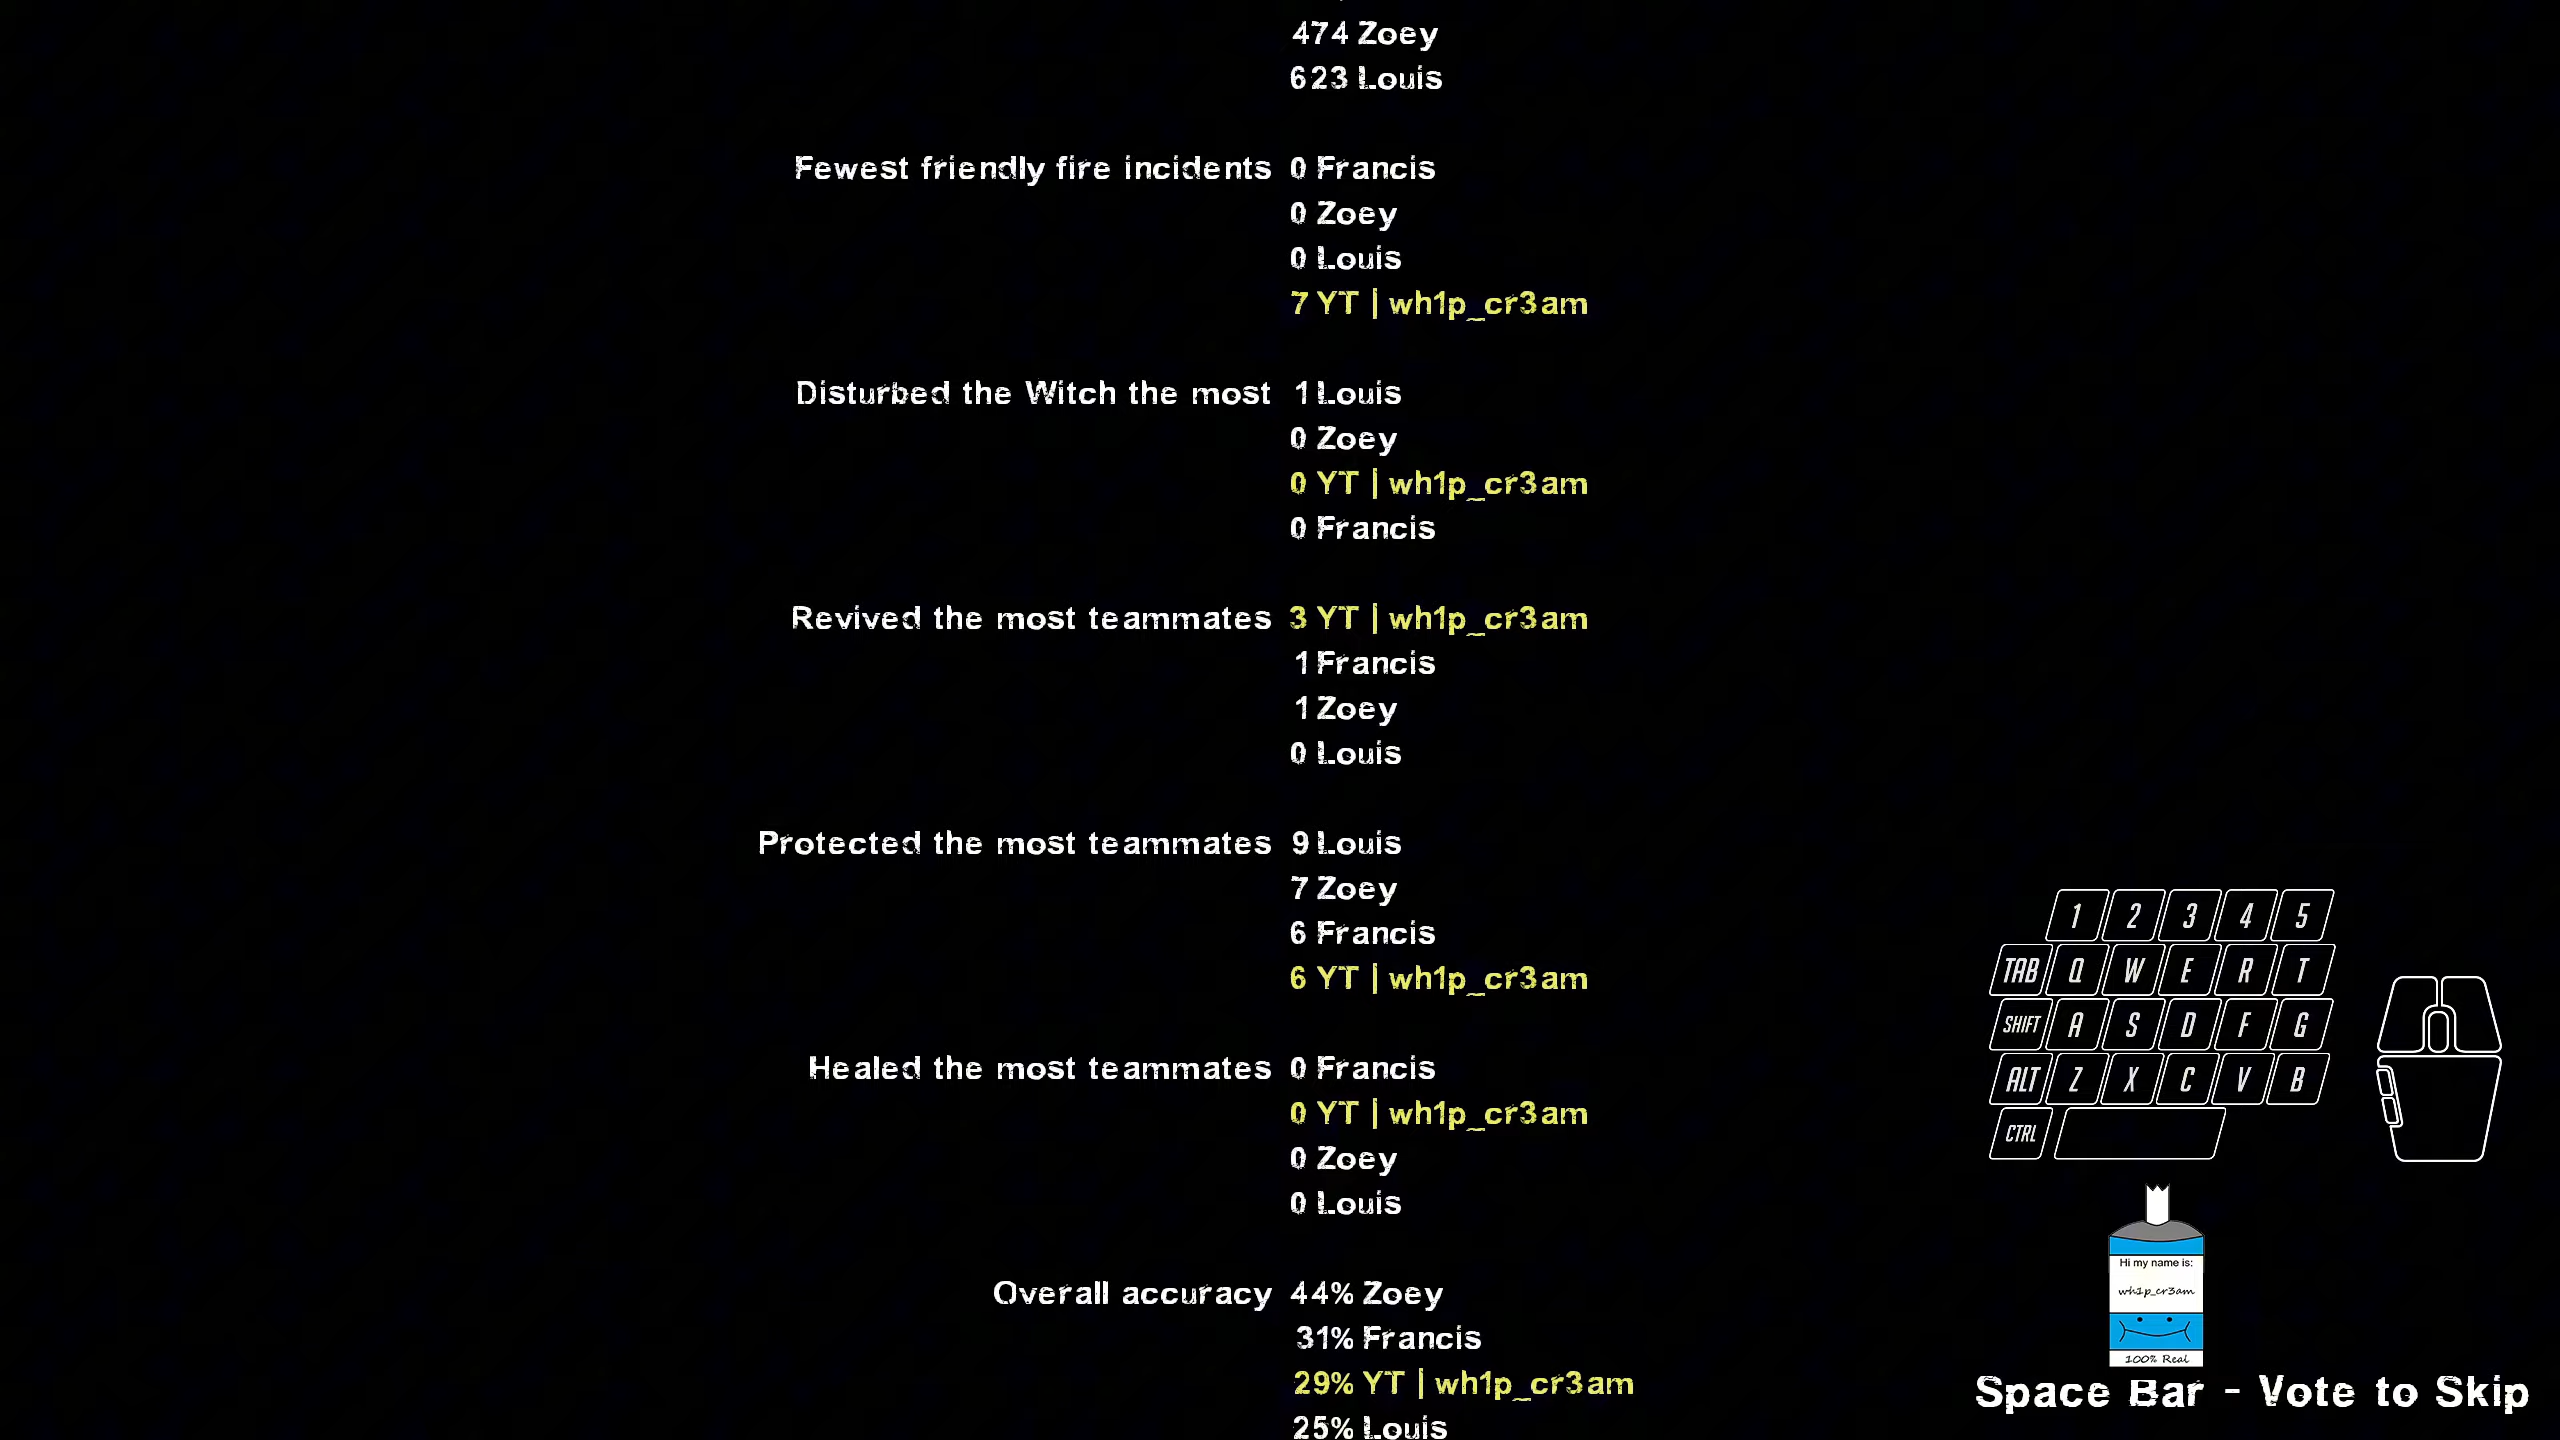 474 Zoey
623 Louis
Fewest friendly fire incidents 0 Francis
0 Zoey
0 Louis
7 YT | wh1p_cr3am
Disturbed the Witch the most 1 Louis
0 Zoey
0 YT | wh1p_cr3am
0 Francis
Revived the most teammates 3 YT | wh1p_cr3am
1 Francis
1 Zoey
0 Louis
Protected the most teammates 9 Louis
7 Zoey
6 Francis
6 YT | wh1p_cr3am
Healed the most teammates 0 Francis
0 YT | wh1p_cr3am
0 Zoey
0 Louis
Overall accuracy 44% Zoey
31% Francis
29% YT | wh1p_cr3am
25% Louis
1 2 3 4 5
TAB Q W E R T
SHIFT A S D F G
ALT Z X C V B
CTRL
Hi my name is:
wh1p_cr3am
100% Real
Space Bar - Vote to Skip